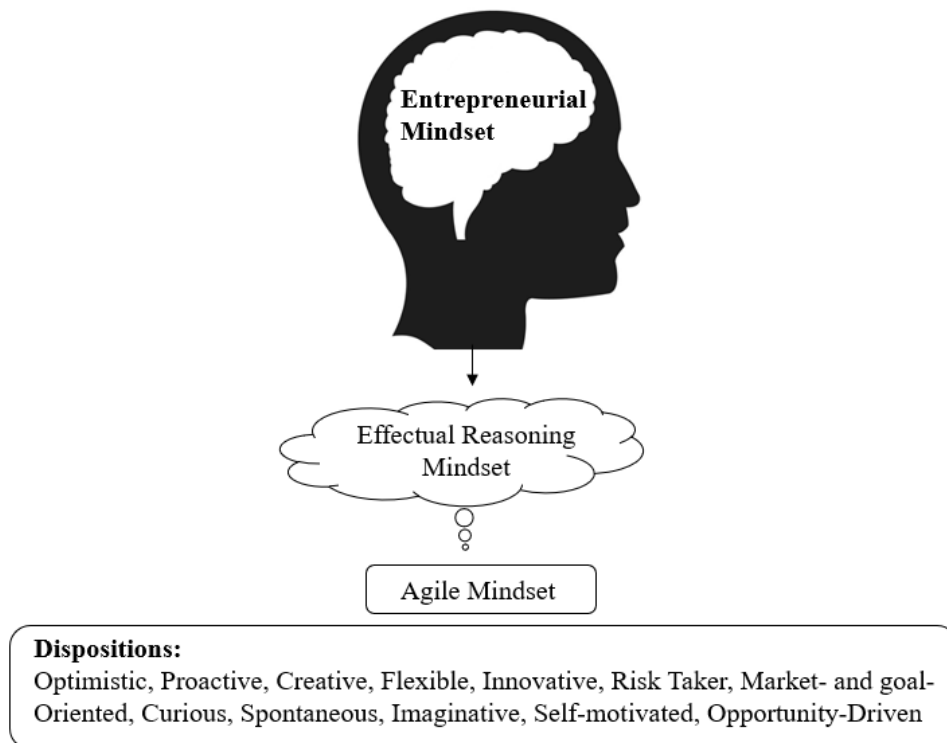 Entrepreneurial
Mindset
Effectual Reasoning
Mindset
Agile Mindset
Dispositions:
Optimistic, Proactive, Creative, Flexible, Innovative, Risk Taker, Market- and goal-
Oriented, Curious, Spontaneous, Imaginative, Self-motivated, Opportunity-Driven